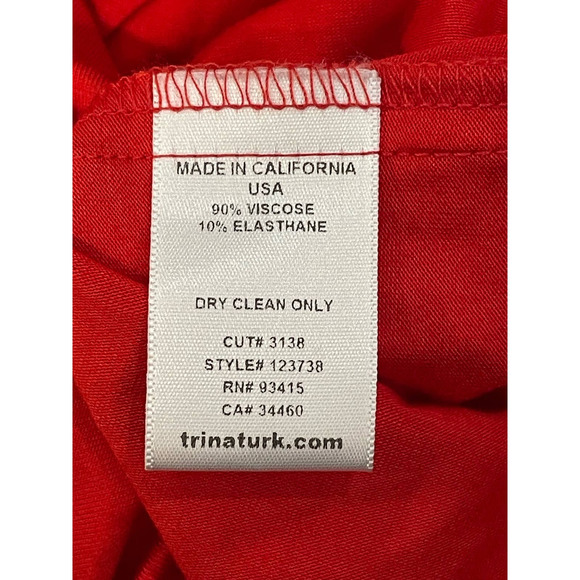 MADE IN CALIFORNIA
USA
90% VISCOSE
10% ELASTHANE
DRY CLEAN ONLY
CUT# 3138
STYLE# 123738
RN# 93415
CA# 34460
trinaturk.com